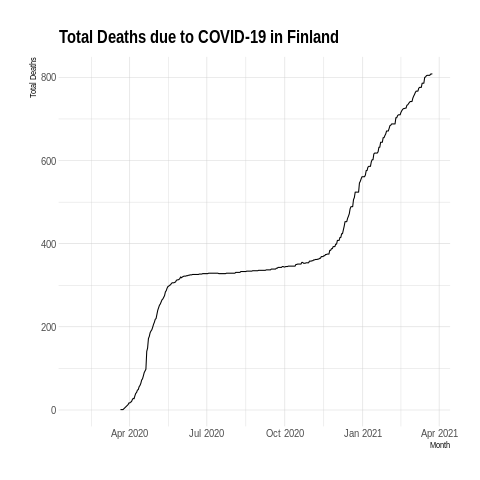 Total Deaths due to COVID-19 in Finland
Total Deaths
800
600
400
200
0
Apr 2020 Jul 2020 Oct 2020 Jan 2021 Apr 2021
Month